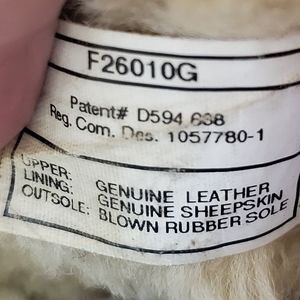 F26010G
Patent# D594 638
Reg. Com. Des. 1057780-1
UPPER: GENUINE LEATHER
LINING: GENUINE SHEEPSKIN
OUTSOLE: BLOWN RUBBER SOLE